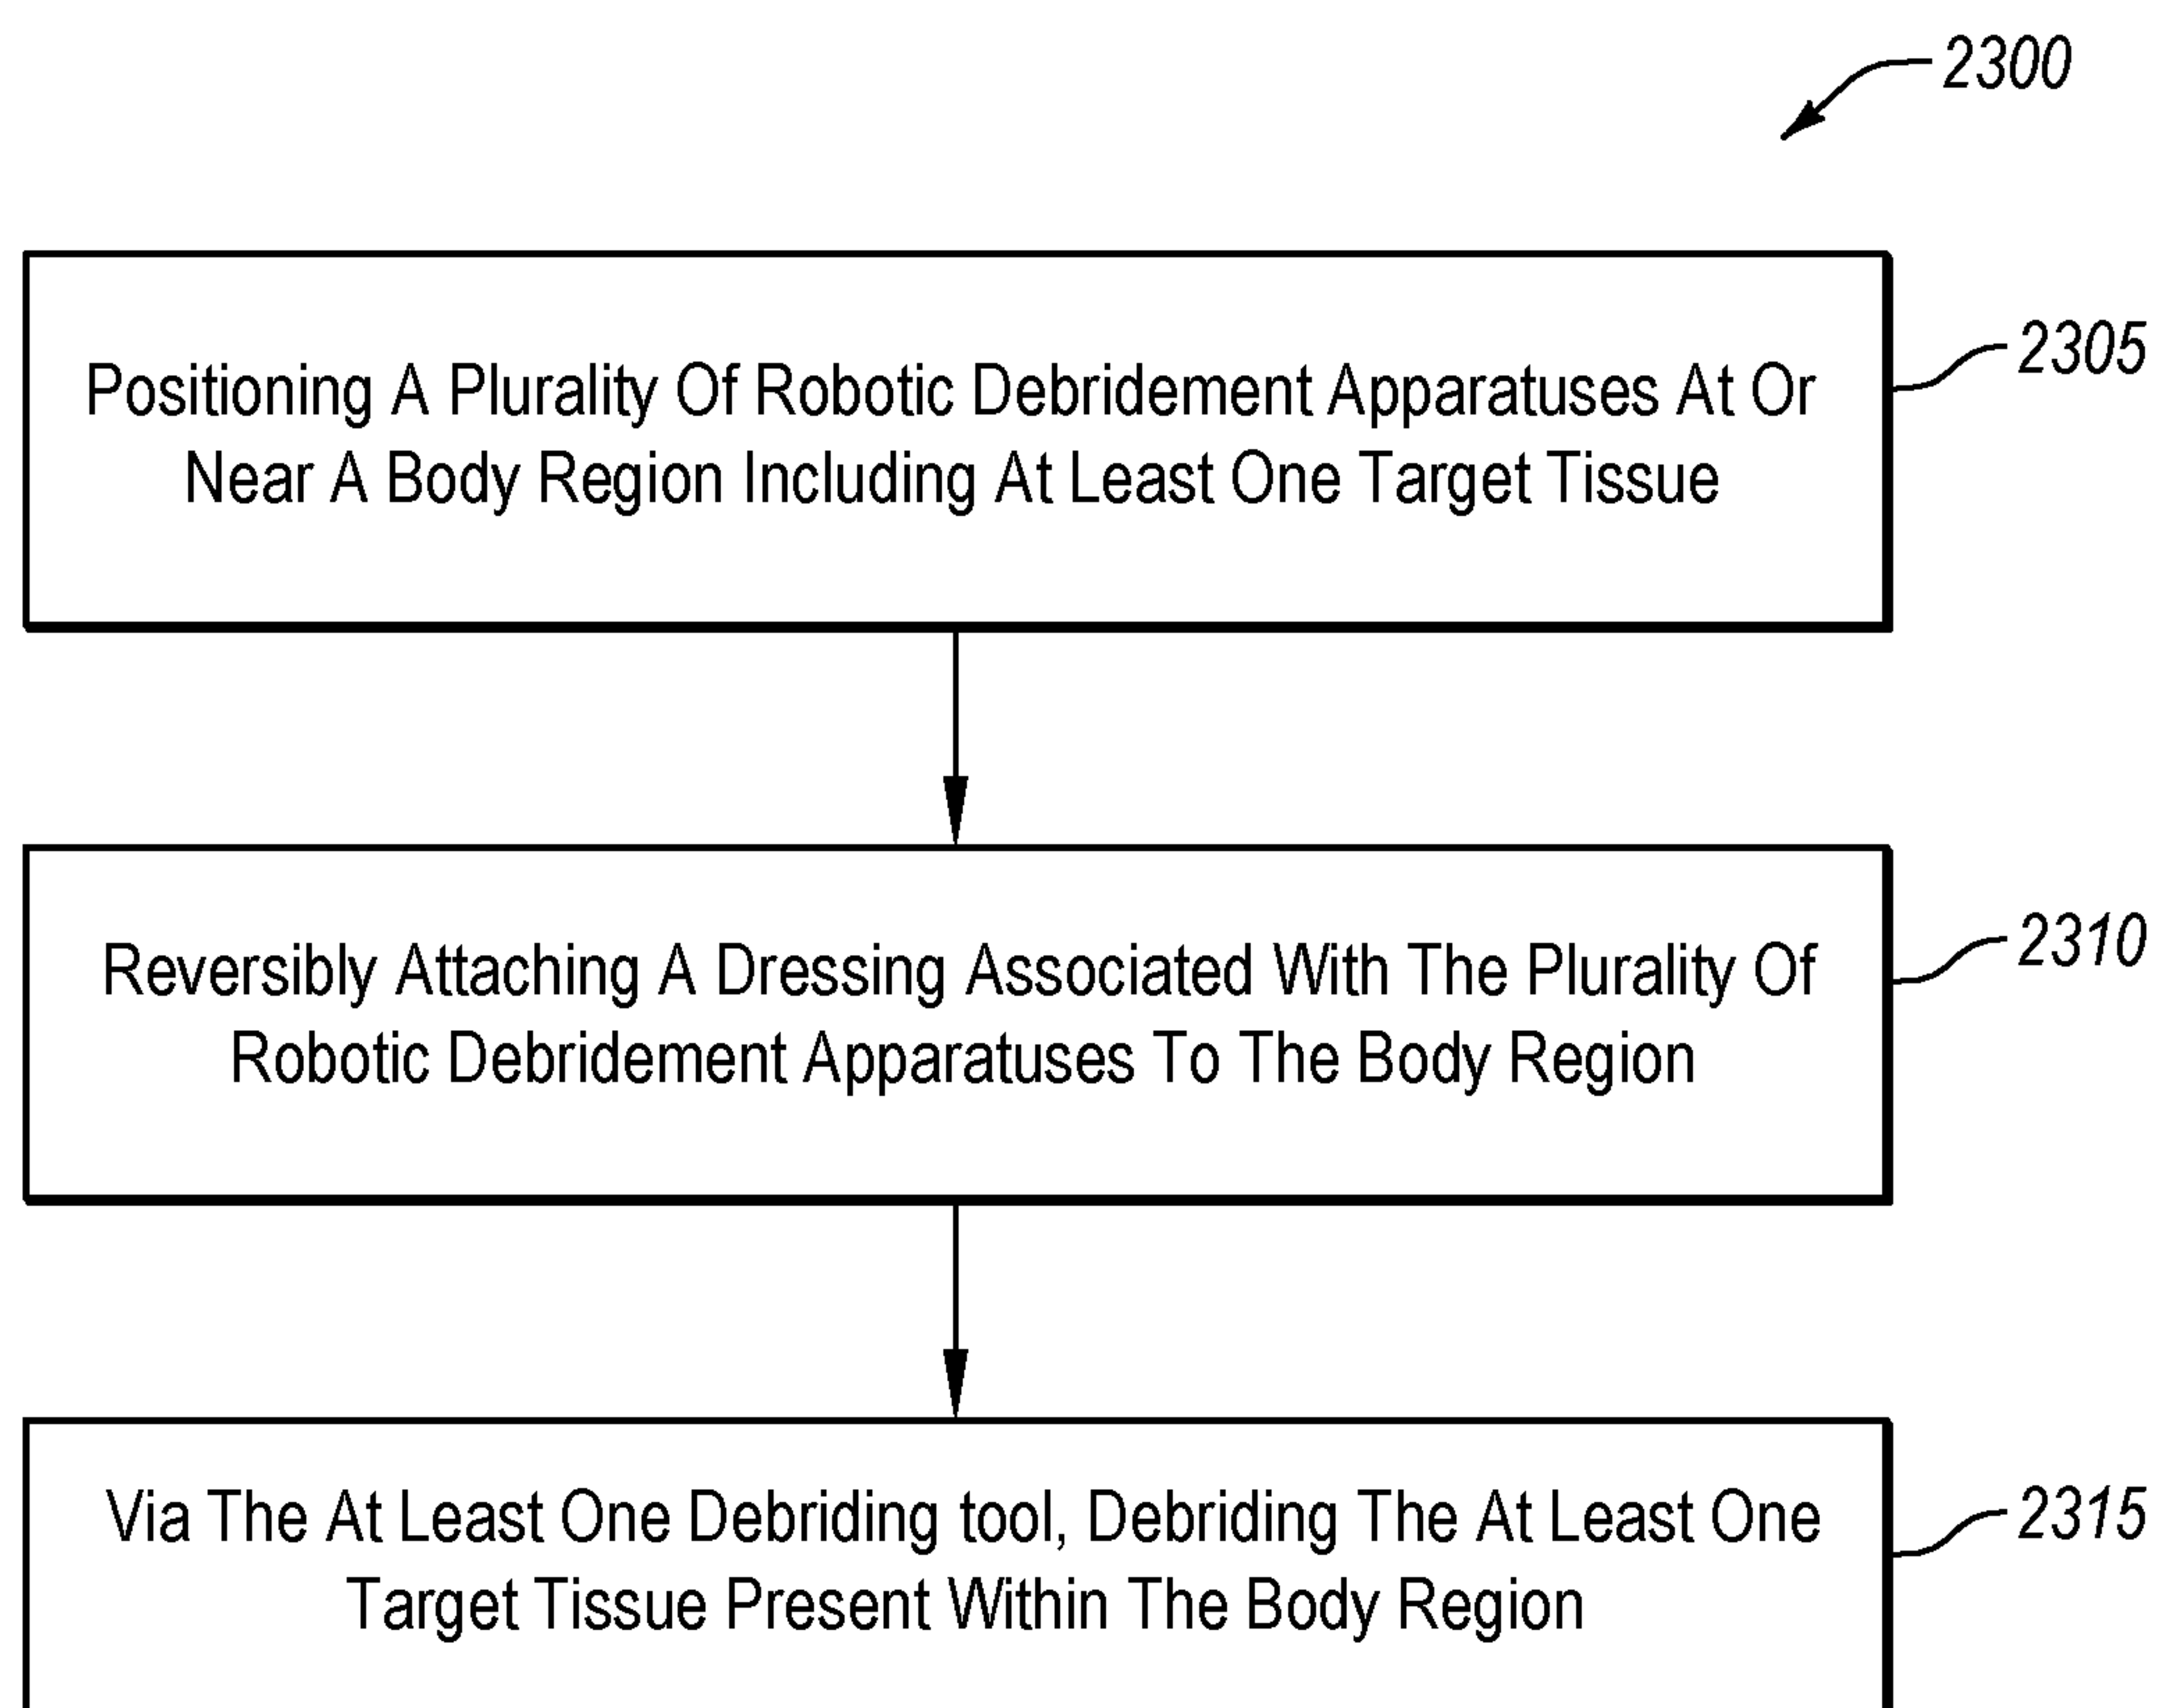 2300
Positioning A Plurality Of Robotic Debridement Apparatuses At Or
Near A Body Region Including At Least One Target Tissue
2305
Reversibly Attaching A Dressing Associated With The Plurality Of
Robotic Debridement Apparatuses To The Body Region
2310
Via The At Least One Debriding tool, Debriding The At Least One
Target Tissue Present Within The Body Region
2315